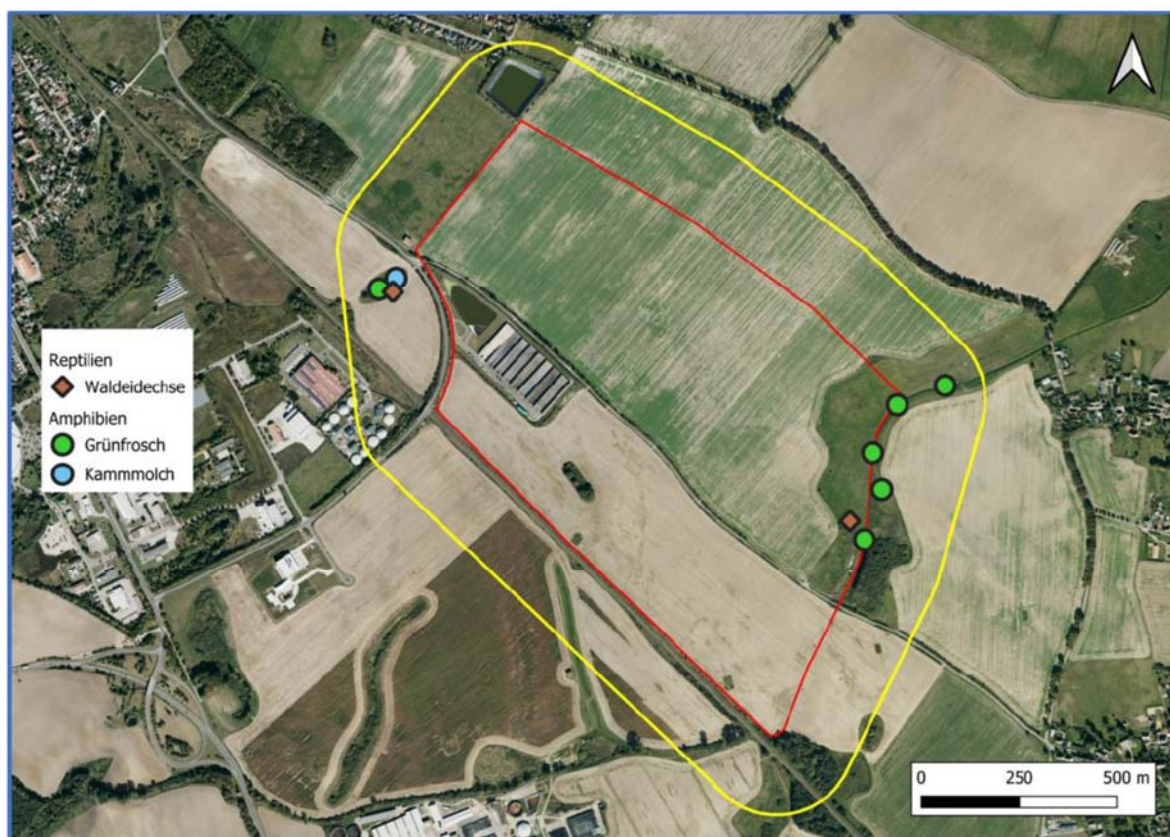 Reptilien
Waldeidechse
Amphibien
Grünfrosch
Kammmolch
0 250 500 m